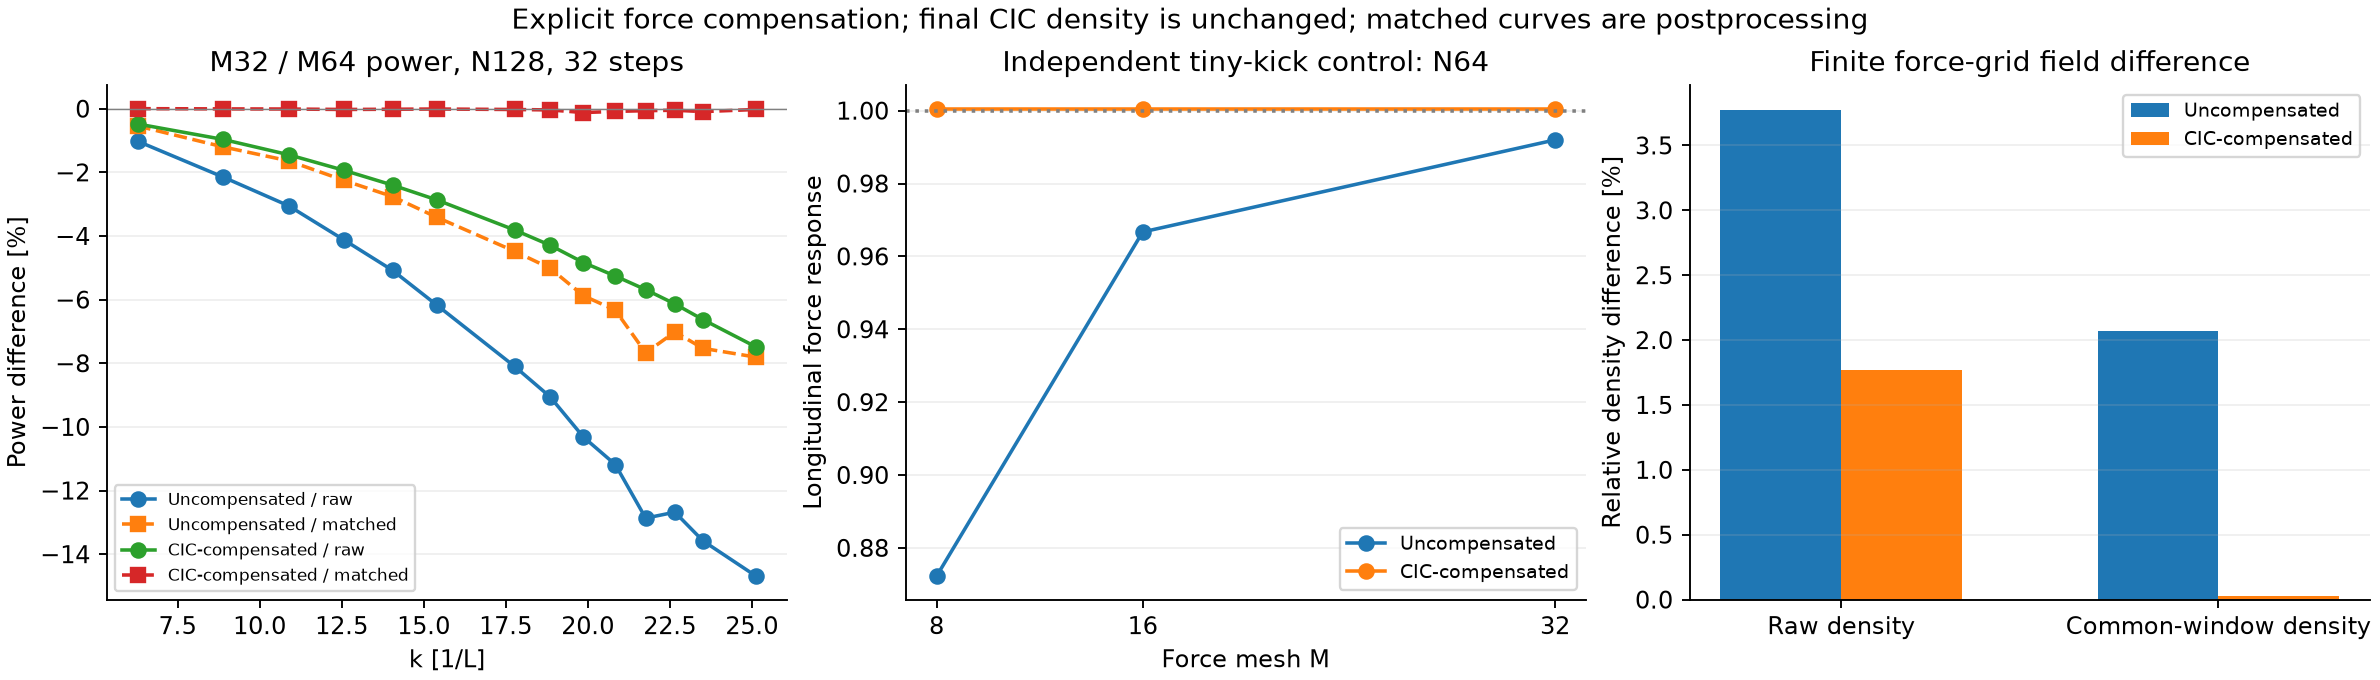 Explicit force compensation; final CIC density is unchanged; matched curves are postprocessing
M32 / M64 power, N128, 32 steps
Power difference [%]
0
−2
−4
−6
−8
−10
−12
−14
Uncompensated / raw
Uncompensated / matched
CIC-compensated / raw
CIC-compensated / matched
7.5 10.0 12.5 15.0 17.5 20.0 22.5 25.0
k [1/L]
Independent tiny-kick control: N64
Longitudinal force response
1.00
0.98
0.96
0.94
0.92
0.90
0.88
Uncompensated
CIC-compensated
8 16 32
Force mesh M
Finite force-grid field difference
Relative density difference [%]
3.5
3.0
2.5
2.0
1.5
1.0
0.5
0.0
Uncompensated
CIC-compensated
Raw density Common-window density